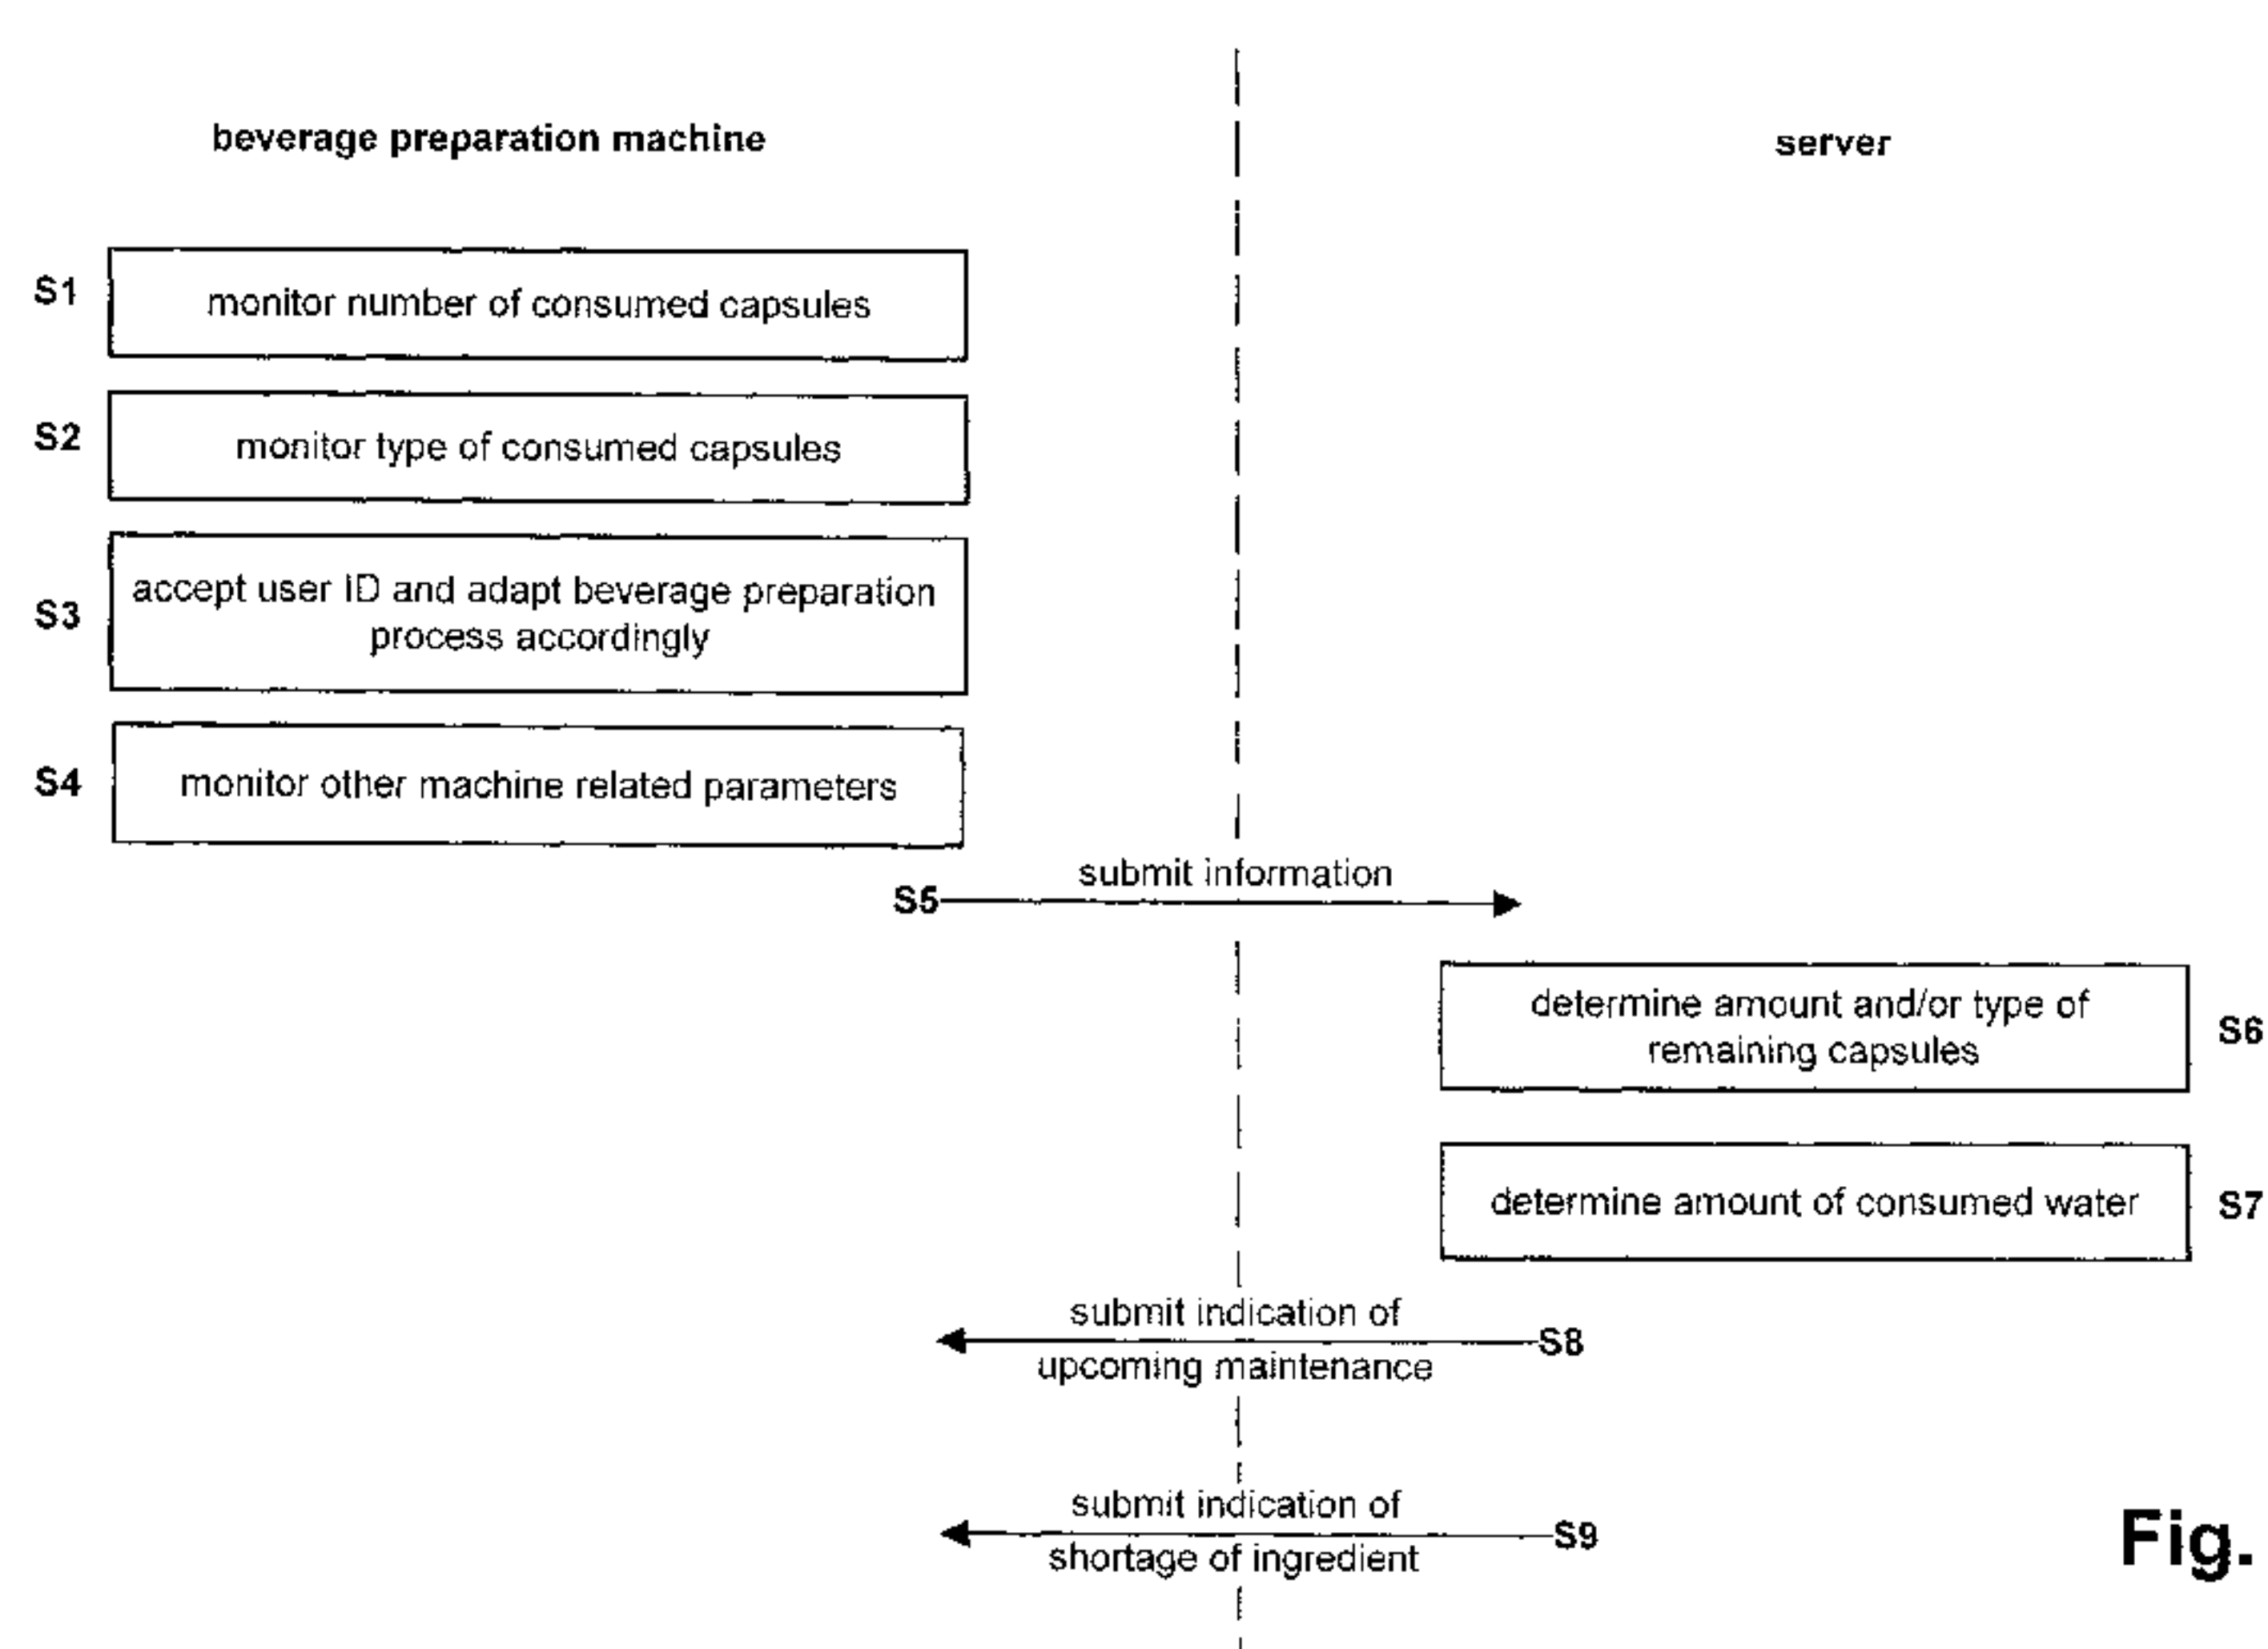 beverage preparation machine
server
S1
monitor number of consumed capsules
S2
monitor type of consumed capsules
S3
accept user ID and adapt beverage preparation
process accordingly
S4
monitor other machine related parameters
submit information
S5
determine amount and/or type of
remaining capsules
S6
determine amount of consumed water
S7
submit indication of
S8
upcoming maintenance
submit indication of
S9
shortage of ingredient
Fig.